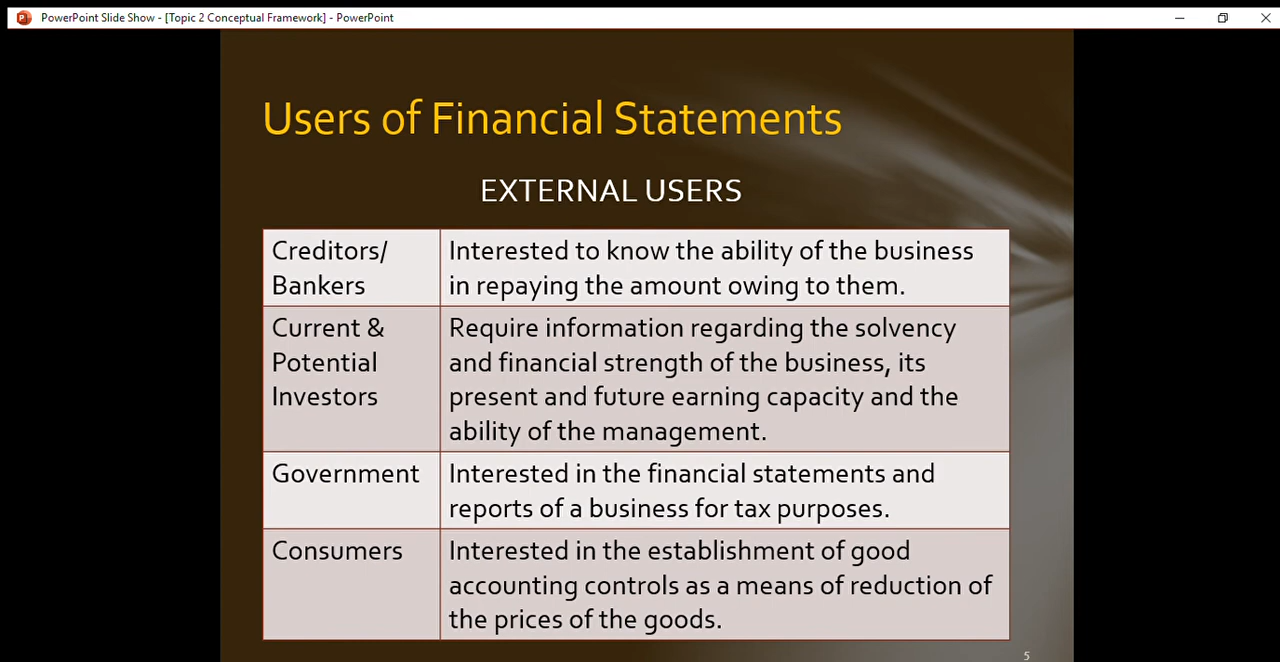 PowerPoint Slide Show - [Topic 2 Conceptual Framework] - PowerPoint
Users of Financial Statements
EXTERNAL USERS
Creditors/
Bankers
Interested to know the ability of the business
in repaying the amount owing to them.
Current &
Potential
Investors
Require information regarding the solvency
and financial strength of the business, its
present and future earning capacity and the
ability of the management.
Government
Interested in the financial statements and
reports of a business for tax purposes.
Consumers
Interested in the establishment of good
accounting controls as a means of reduction of
the prices of the goods.
5